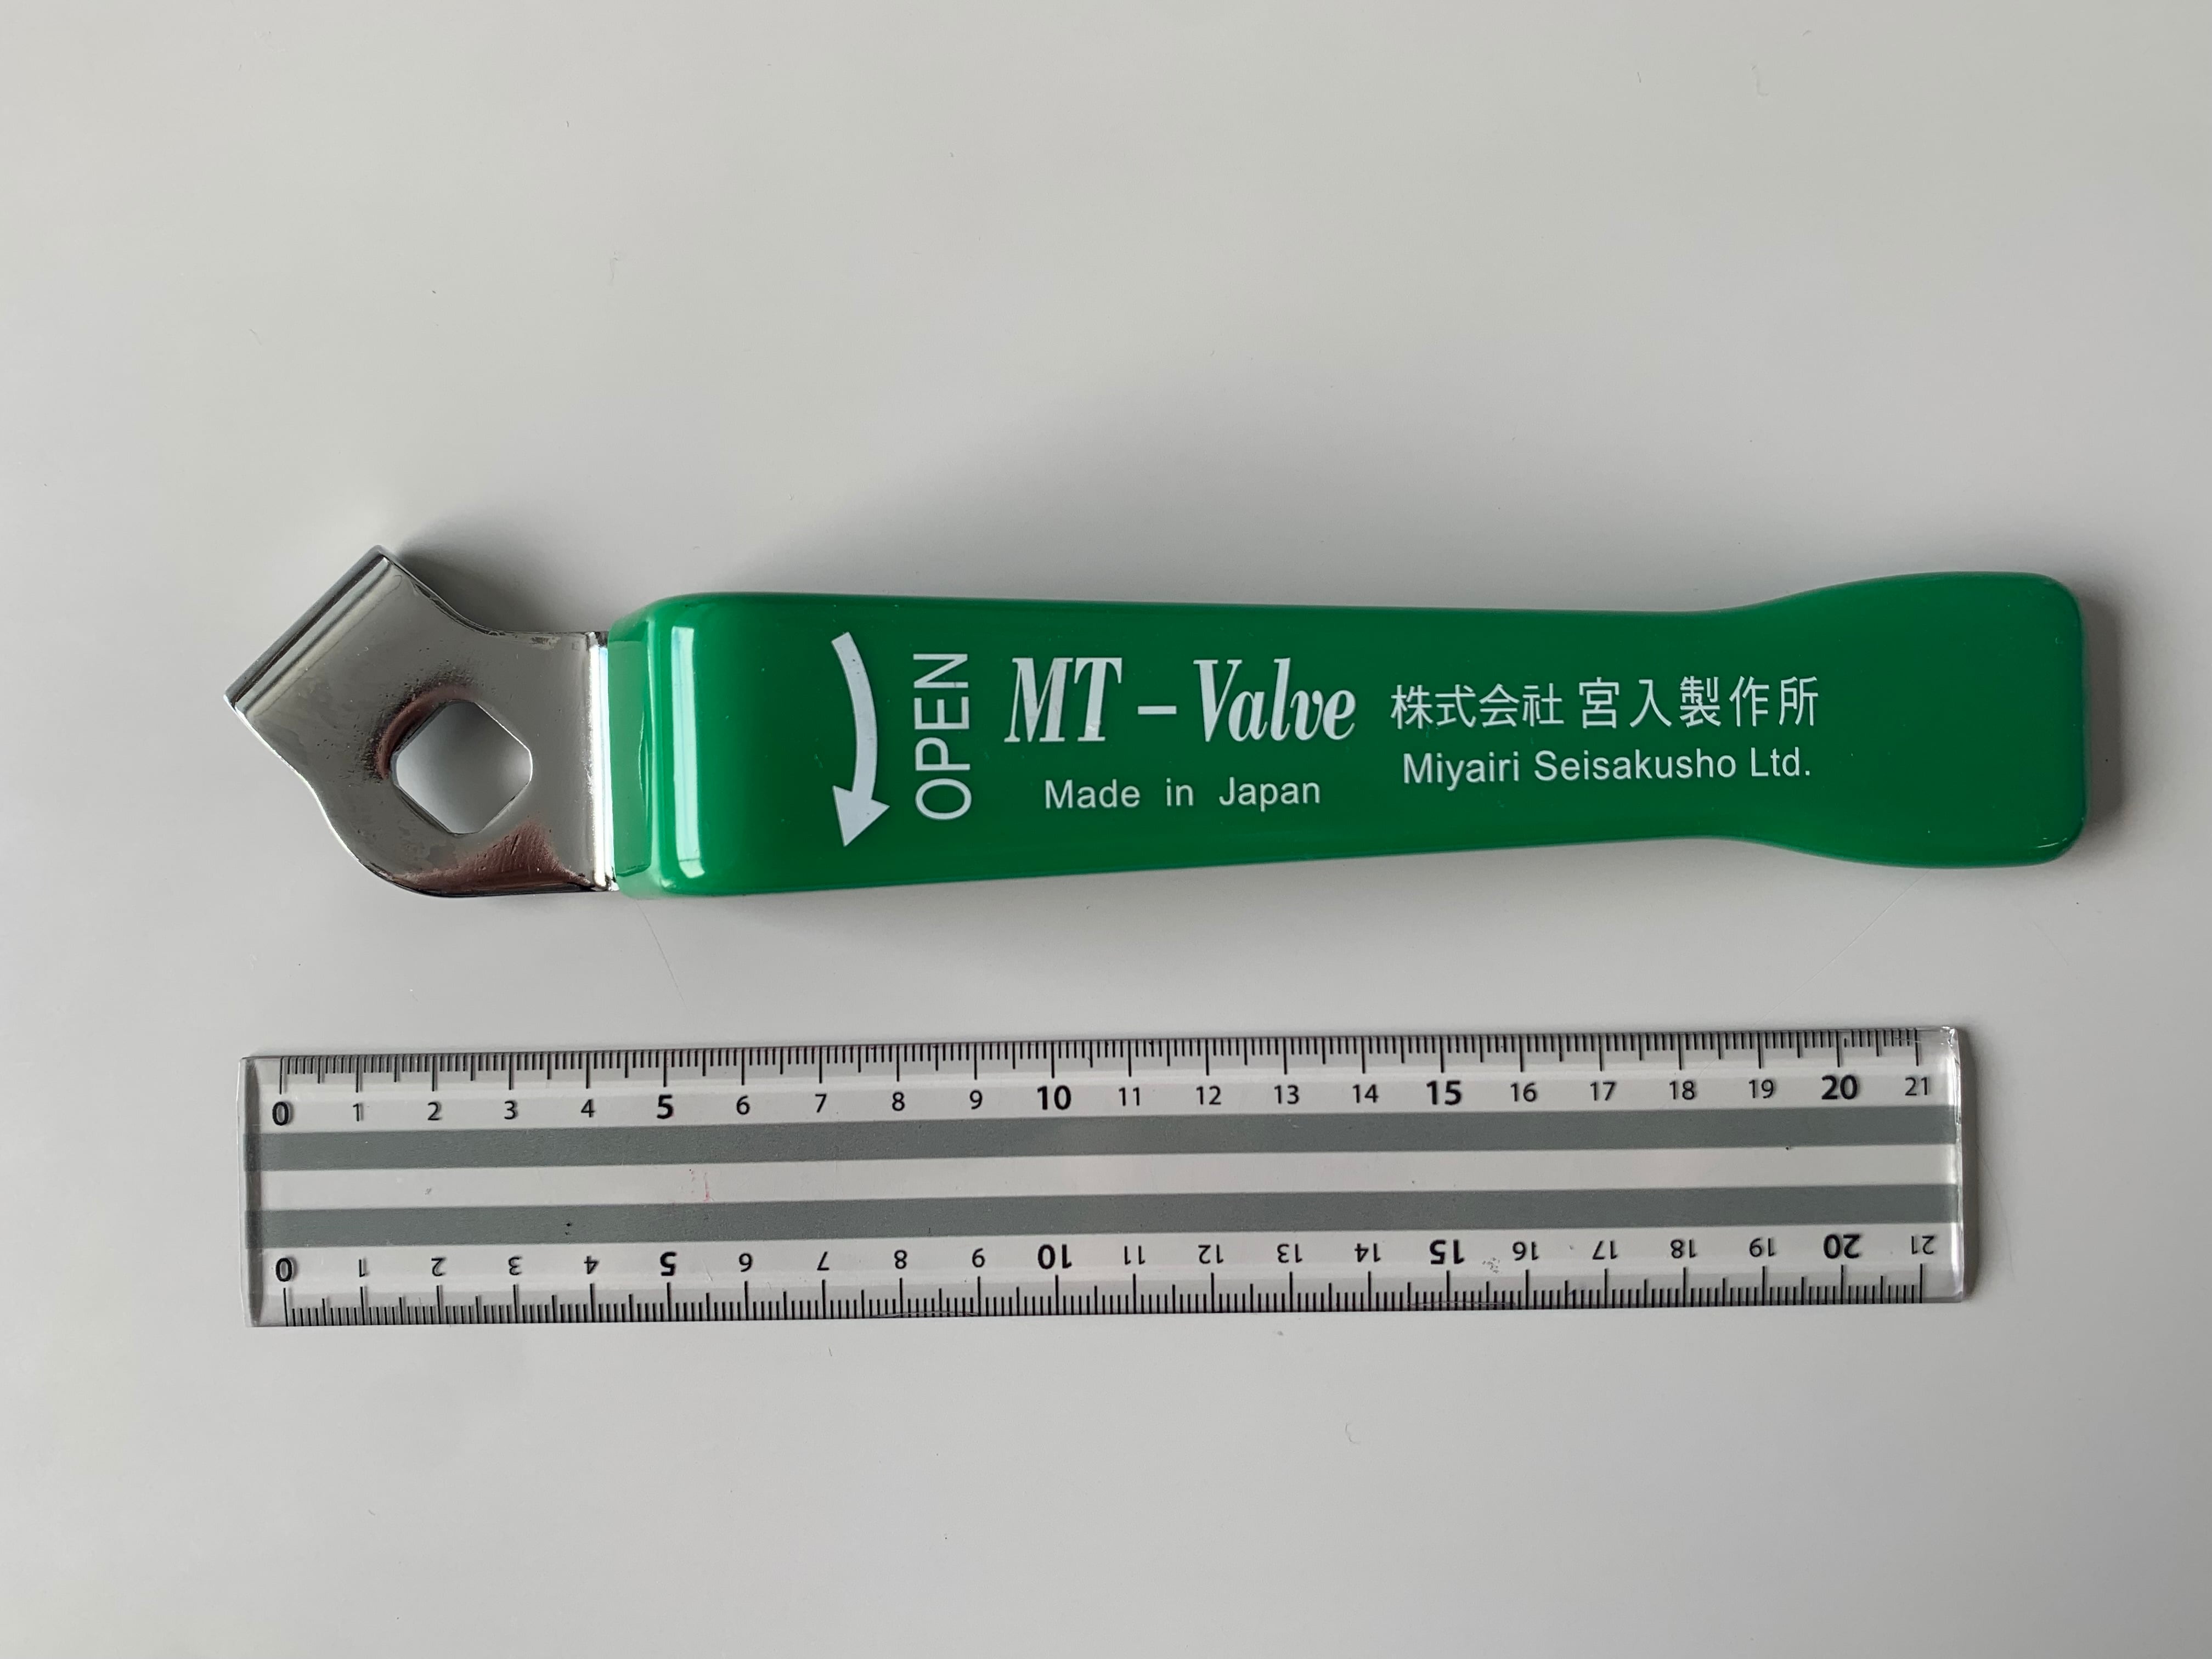 OPEN
MT-Valve
Made in Japan
株式会社 宮入製作所
Miyairi Seisakusho Ltd.
0 1 2 3 4 5 6 7 8 9 10 11 12 13 14 15 16 17 18 19 20 21
0 1 2 3 4 5 6 7 8 9 10 11 12 13 14 15 16 17 18 19 20 21